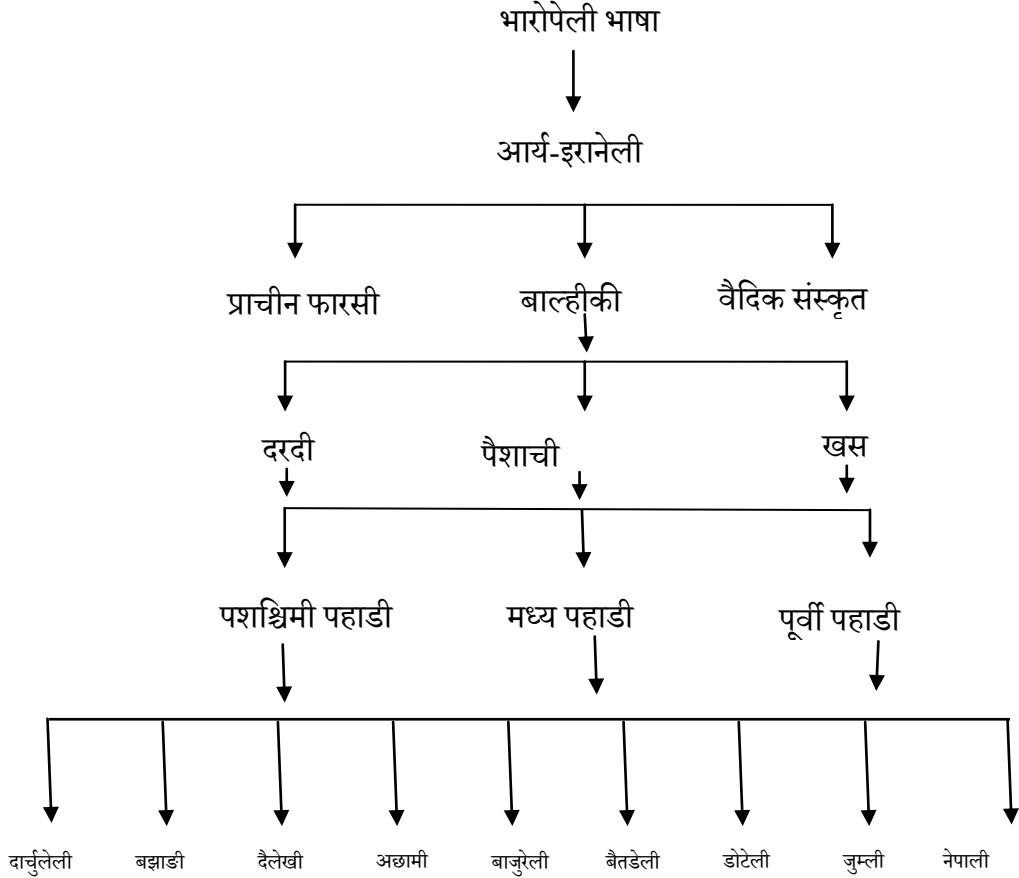 भारोपेली भाषा
आर्य-इरानेली
प्राचीन फारसी बाल्हीकी वैदिक संस्कृत
दरदी पैशाची खस
पशश्चिमी पहाडी मध्य पहाडी पूर्वी पहाडी
दार्चुलेली बझाङी दैलेखी अछामी बाजुरेली बैतडेली डोटेली जुम्ली नेपाली